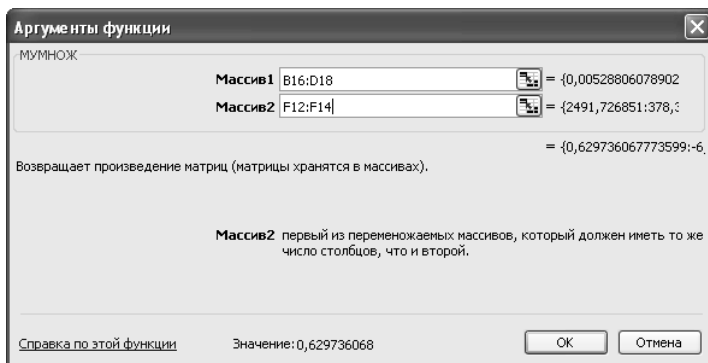 Аргументы функции
МУМНОЖ
Массив1 B16:D18 = {0,00528806078902
Массив2 F12:F14 = {2491,726851:378,3
= {0,629736067773599:-6,
Возвращает произведение матриц (матрицы хранятся в массивах).
Массив2 первый из перемножаемых массивов, который должен иметь то же
число столбцов, что и второй.
Справка по этой функции Значение:0,629736068 ОК Отмена